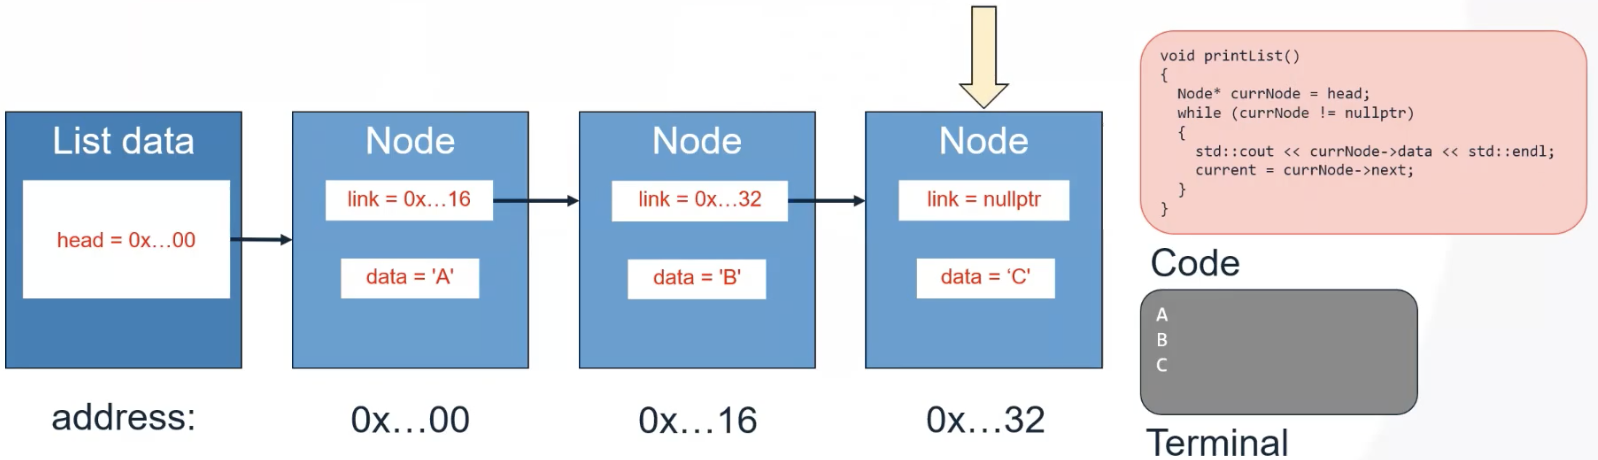 List data
head = 0x...00
Node
link = 0x...16
data = 'A'
Node
link = 0x...32
data = 'B'
Node
link = nullptr
data = ‘C'
address:
0x...00
0x...16
0x...32
void printList()
{
Node* currNode = head;
while (currNode != nullptr)
{
std::cout << currNode->data << std::endl;
current = currNode->next;
}
}
Code
A
B
C
Terminal